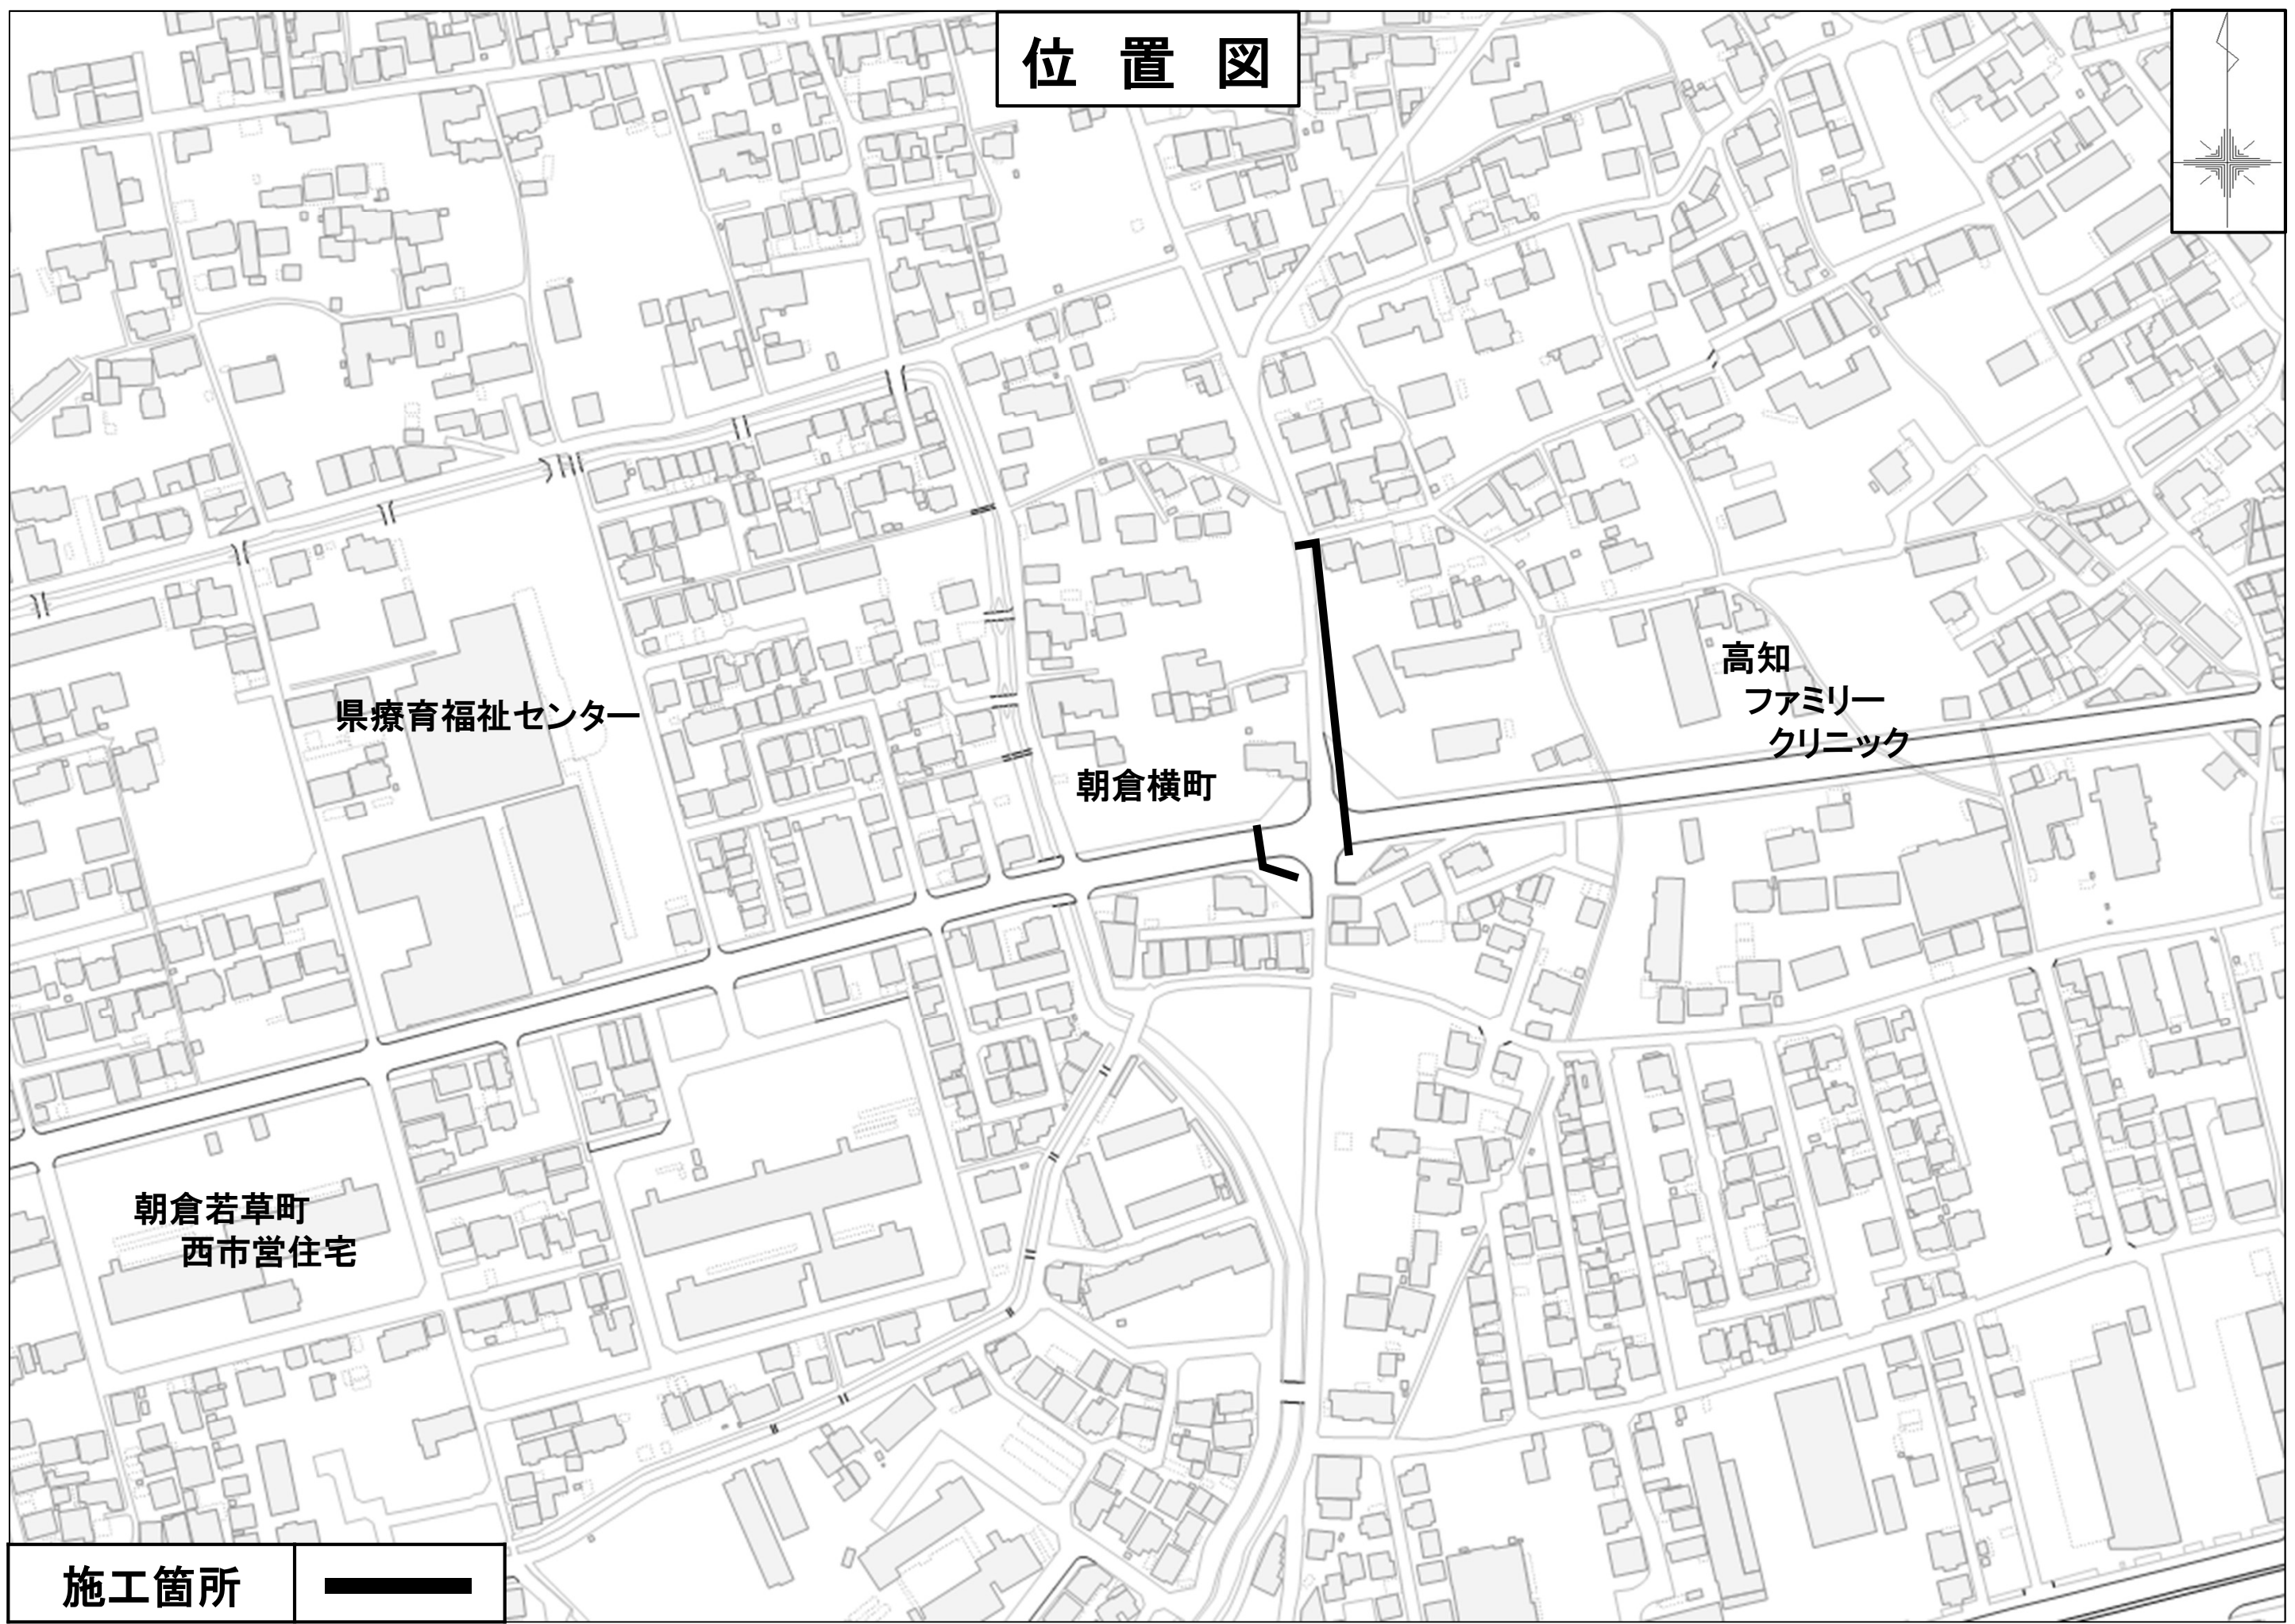 位置図
高知
ファミリー
クリニック
県療育福祉センター
朝倉横町
朝倉若草町
西市営住宅
施工箇所